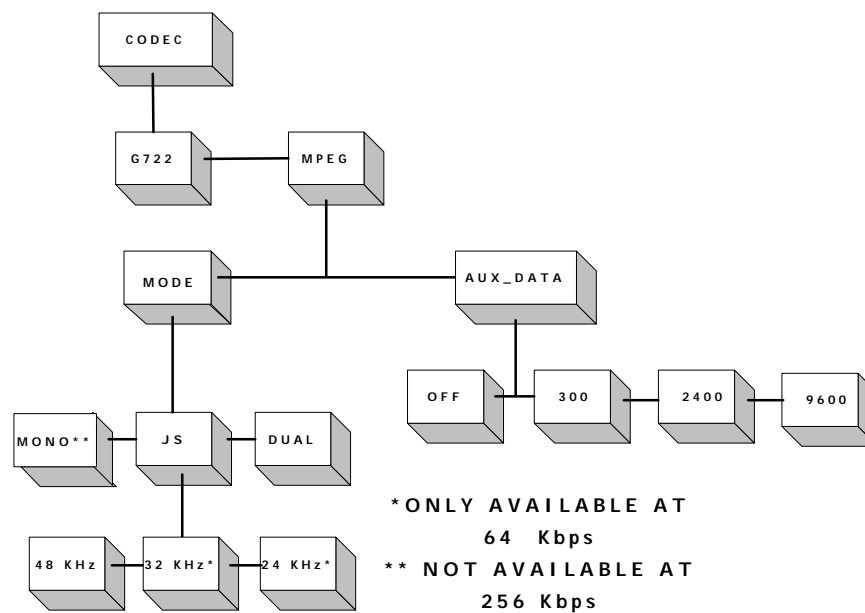 CODEC
G722 MPEG
MODE AUX_DATA
OFF 300 2400 9600
MONO** JS DUAL
*ONLY AVAILABLE AT
64 Kbps
48 KHz 32 KHz* 24 KHz*
** NOT AVAILABLE AT
256 Kbps